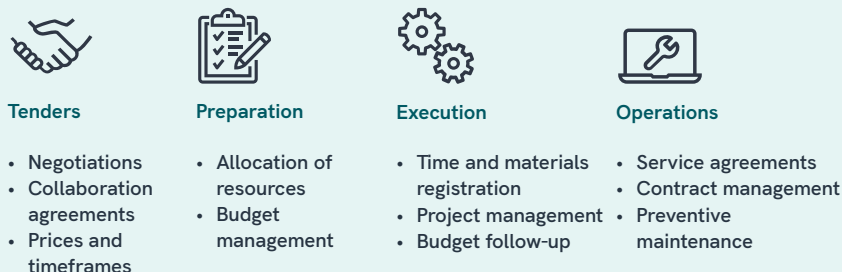 Tenders
• Negotiations
• Collaboration
agreements
• Prices and
timeframes
Preparation
• Allocation of
resources
• Budget
management
Execution
• Time and materials
registration
• Project management
• Budget follow-up
Operations
• Service agreements
• Contract management
• Preventive
maintenance